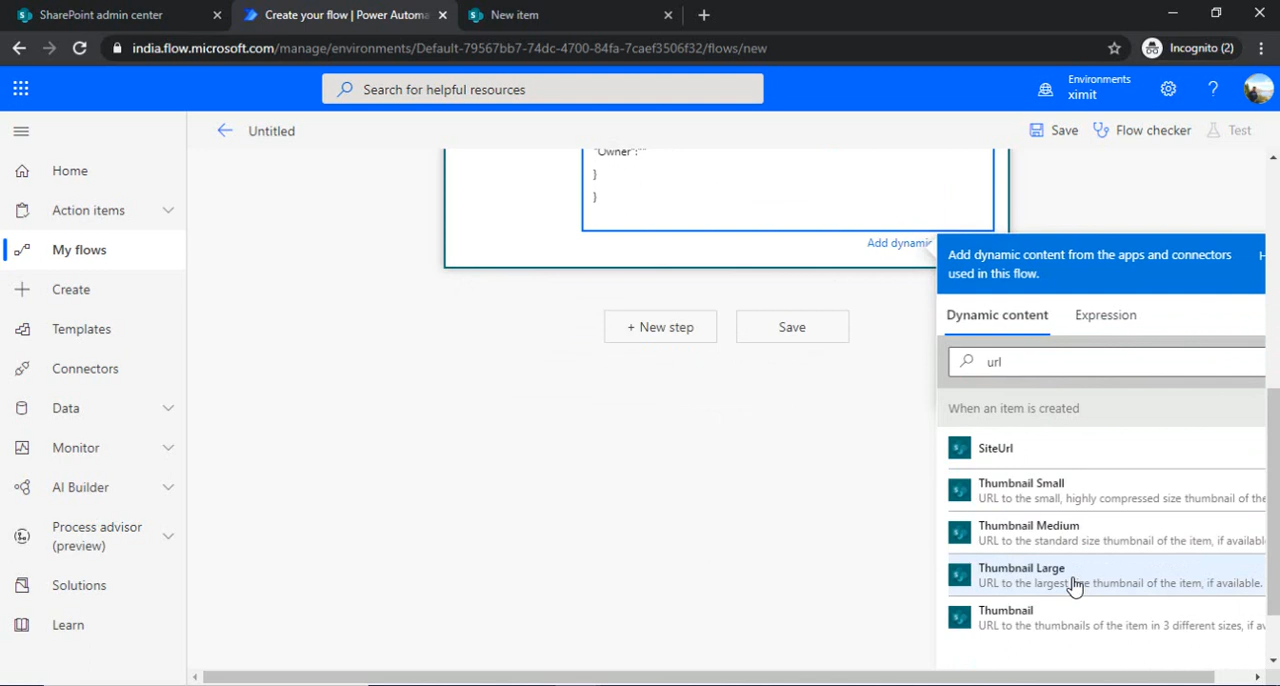 SharePoint admin center
Create your flow | Power Automa
New item
india.flow.microsoft.com/manage/environments/Default-79567bb7-74dc-4700-84fa-7caef3506f32/flows/new
Incognito (2)
Search for helpful resources
Environments
ximit
Untitled
Save
Flow checker
Test
Home
Action items
My flows
Create
Templates
Connectors
Data
Monitor
AI Builder
Process advisor
(preview)
Solutions
Learn
"Owner":""
}
}
Add dynamic
+ New step
Save
Add dynamic content from the apps and connectors
used in this flow.
H
Dynamic content
Expression
url
When an item is created
SiteUrl
Thumbnail Small
URL to the small, highly compressed size thumbnail of the
Thumbnail Medium
URL to the standard size thumbnail of the item, if availabl
Thumbnail Large
URL to the largest thumbnail of the item, if available.
Thumbnail
URL to the thumbnails of the item in 3 different sizes, if av